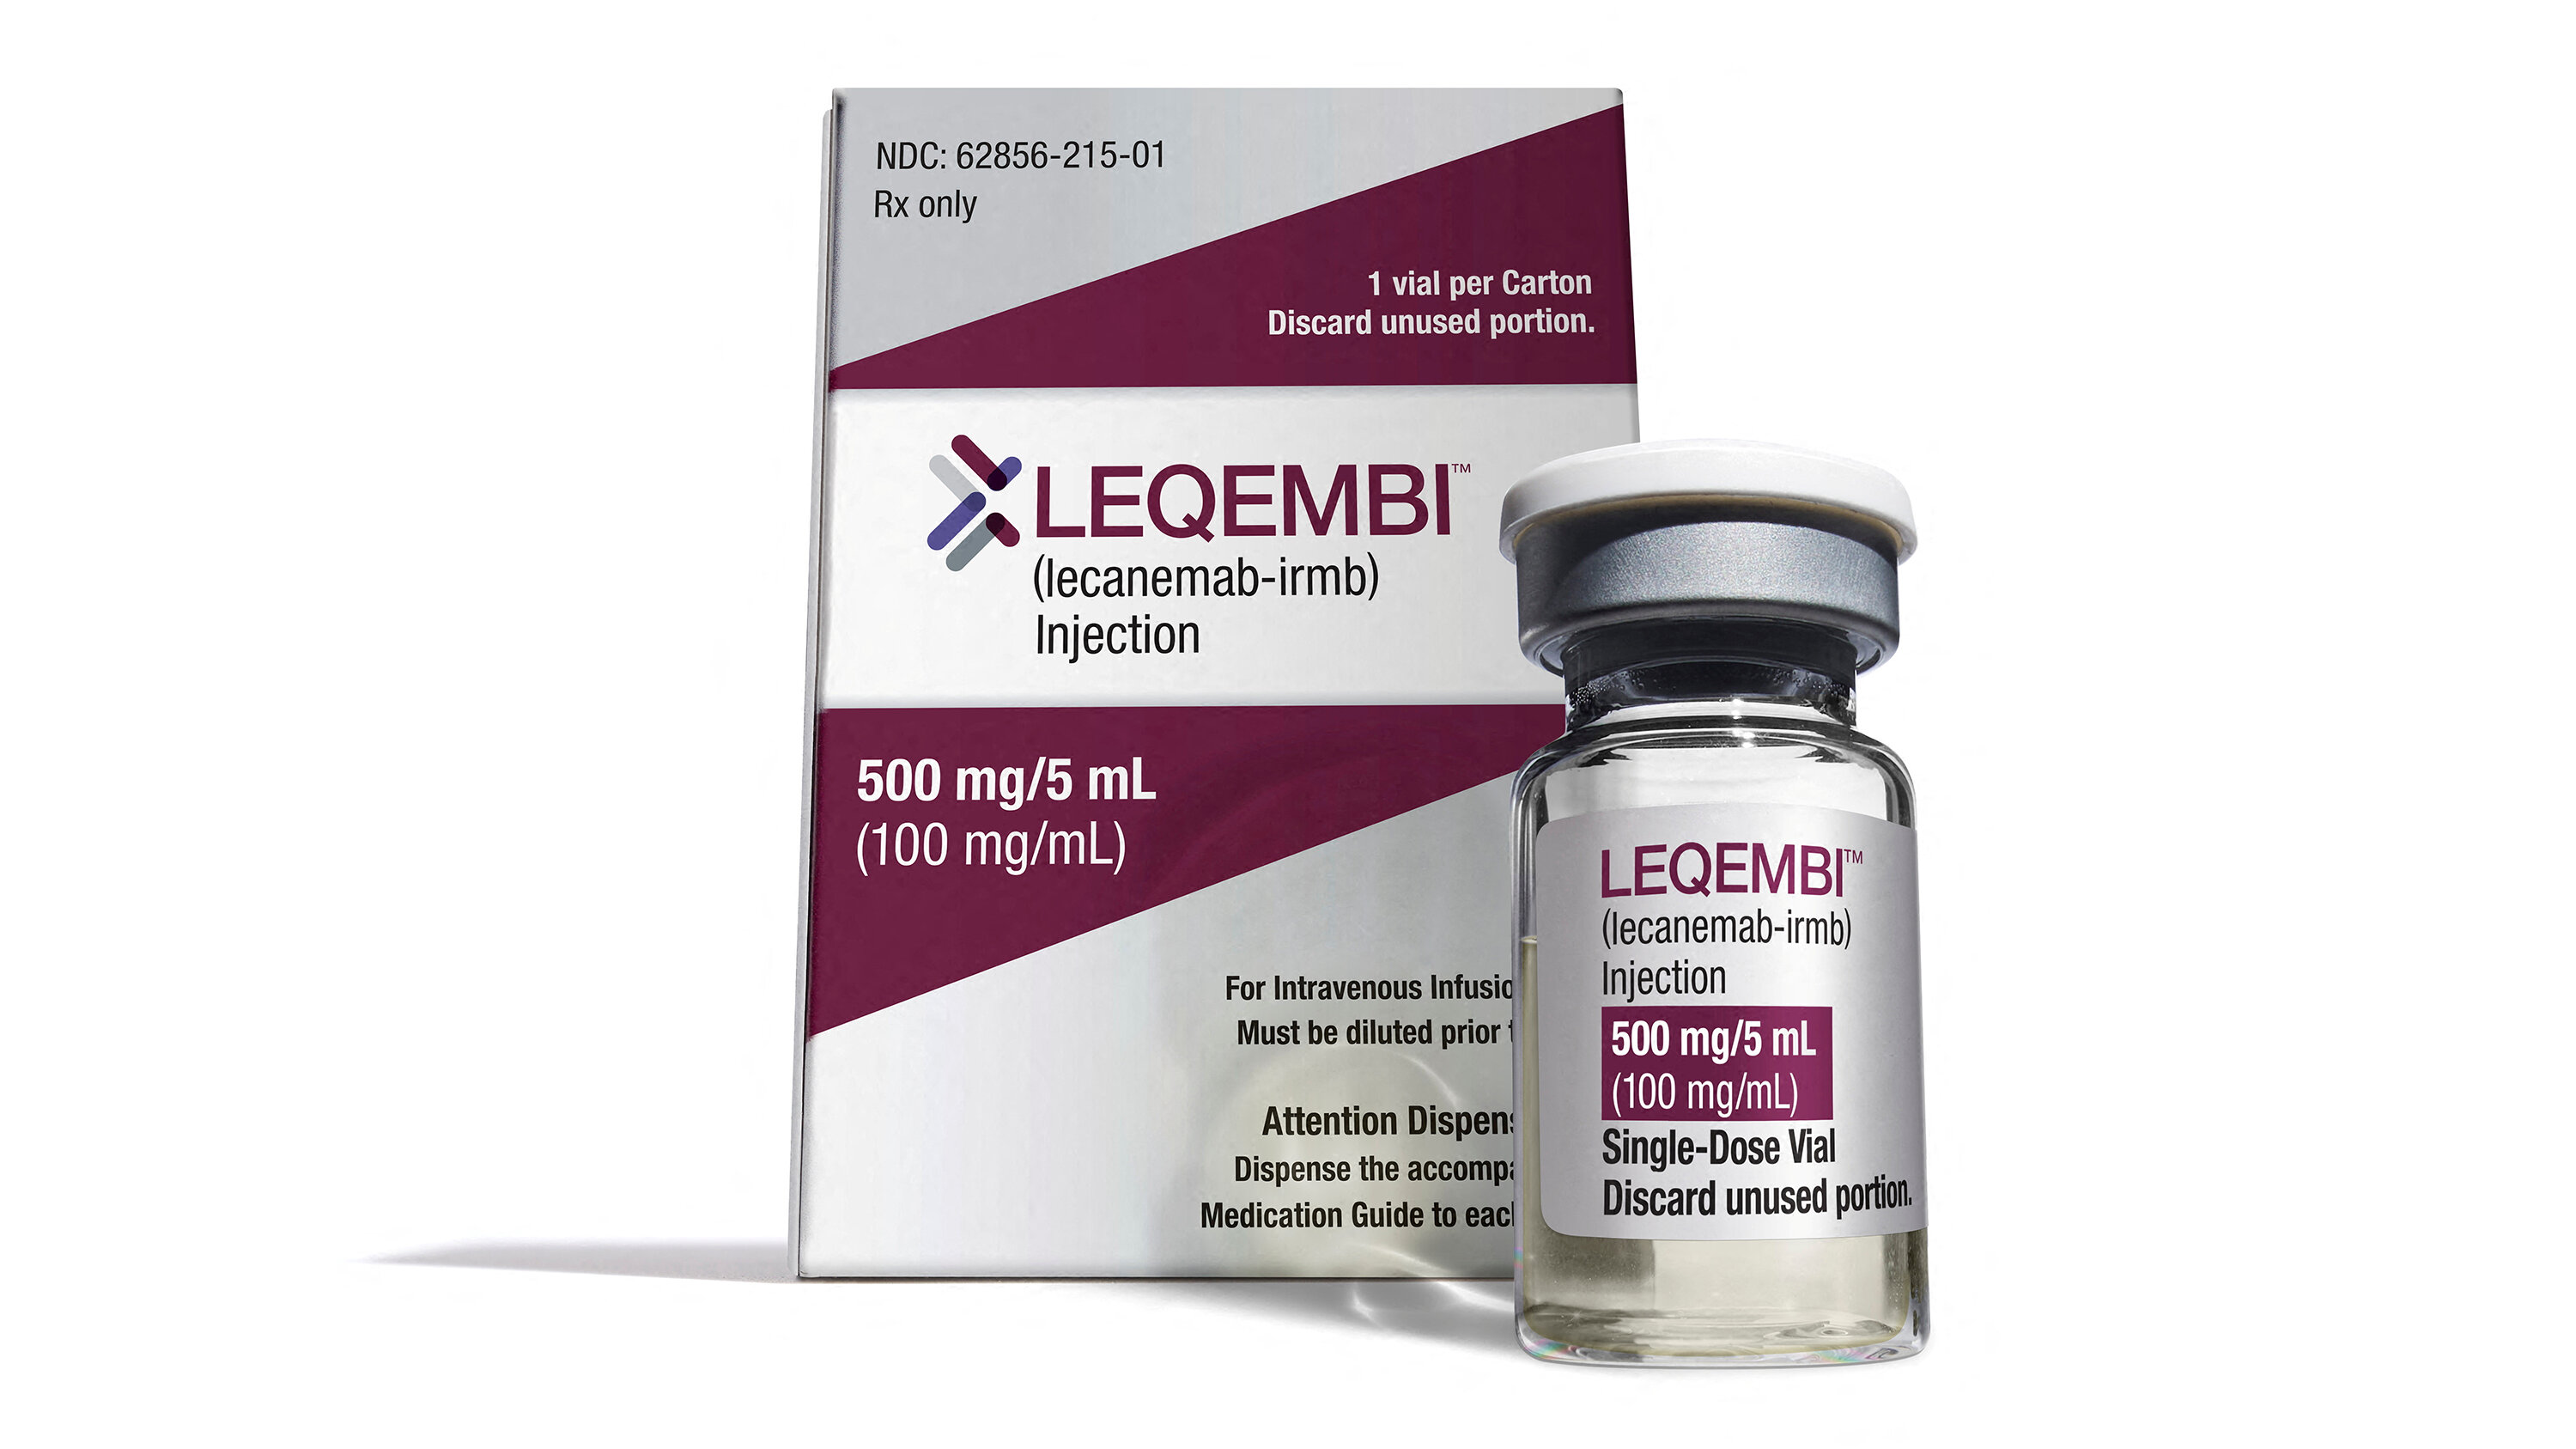 NDC: 62856-215-01
Rx only
1 vial per Carton
Discard unused portion.
LEQEMBI™
(lecanemab-irmb)
Injection
500 mg/5 mL
(100 mg/mL)
For Intravenous
Must be diluted prior
Attention
Dispense the
Medication Guide to
LEQEMBI™
(lecanemab-irmb)
Injection
500 mg/5 mL
(100 mg/mL)
Single-Dose Vial
Discard unused portion.